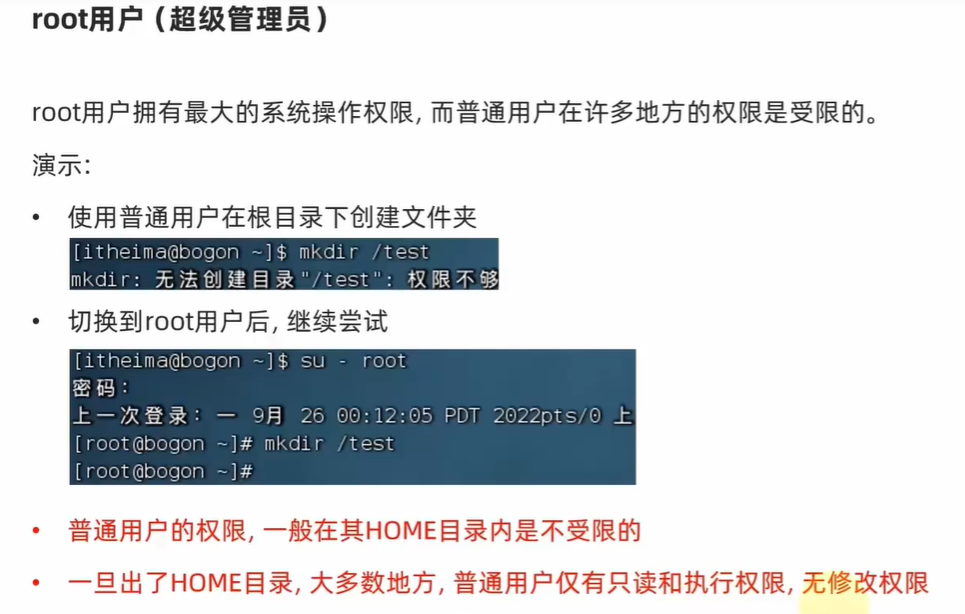 root用户（超级管理员）
root用户拥有最大的系统操作权限, 而普通用户在许多地方的权限是受限的。
演示:
• 使用普通用户在根目录下创建文件夹
[itheima@bogon ~]$ mkdir /test
mkdir: 无法创建目录"/test": 权限不够
• 切换到root用户后, 继续尝试
[itheima@bogon ~]$ su - root
密码:
上一次登录: 一 9月 26 00:12:05 PDT 2022pts/0 上
[root@bogon ~]# mkdir /test
[root@bogon ~]#
• 普通用户的权限, 一般在其HOME目录内是不受限的
• 一旦出了HOME目录, 大多数地方, 普通用户仅有只读和执行权限, 无修改权限